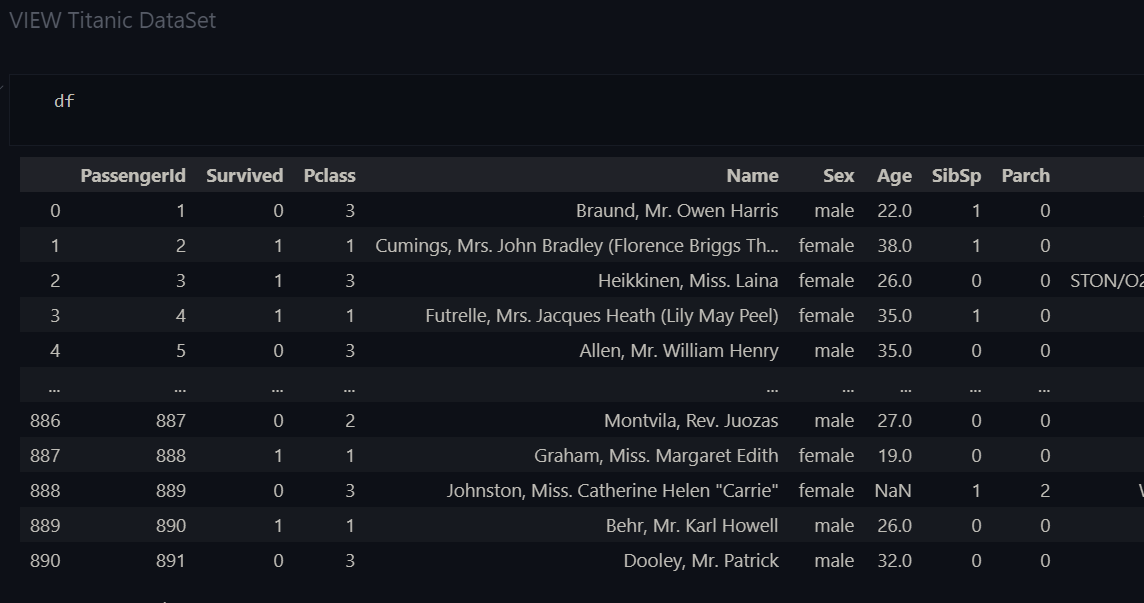 VIEW Titanic DataSet
df
PassengerId Survived Pclass Name Sex Age SibSp Parch
0 1 0 3 Braund, Mr. Owen Harris male 22.0 1 0
1 2 1 1 Cumings, Mrs. John Bradley (Florence Briggs Th... female 38.0 1 0
2 3 1 3 Heikkinen, Miss. Laina female 26.0 0 0 STON/O2
3 4 1 1 Futrelle, Mrs. Jacques Heath (Lily May Peel) female 35.0 1 0
4 5 0 3 Allen, Mr. William Henry male 35.0 0 0
... ... ... ... ... ... ... ... ...
886 887 0 2 Montvila, Rev. Juozas male 27.0 0 0
887 888 1 1 Graham, Miss. Margaret Edith female 19.0 0 0
888 889 0 3 Johnston, Miss. Catherine Helen "Carrie" female NaN 1 2
889 890 1 1 Behr, Mr. Karl Howell male 26.0 0 0
890 891 0 3 Dooley, Mr. Patrick male 32.0 0 0